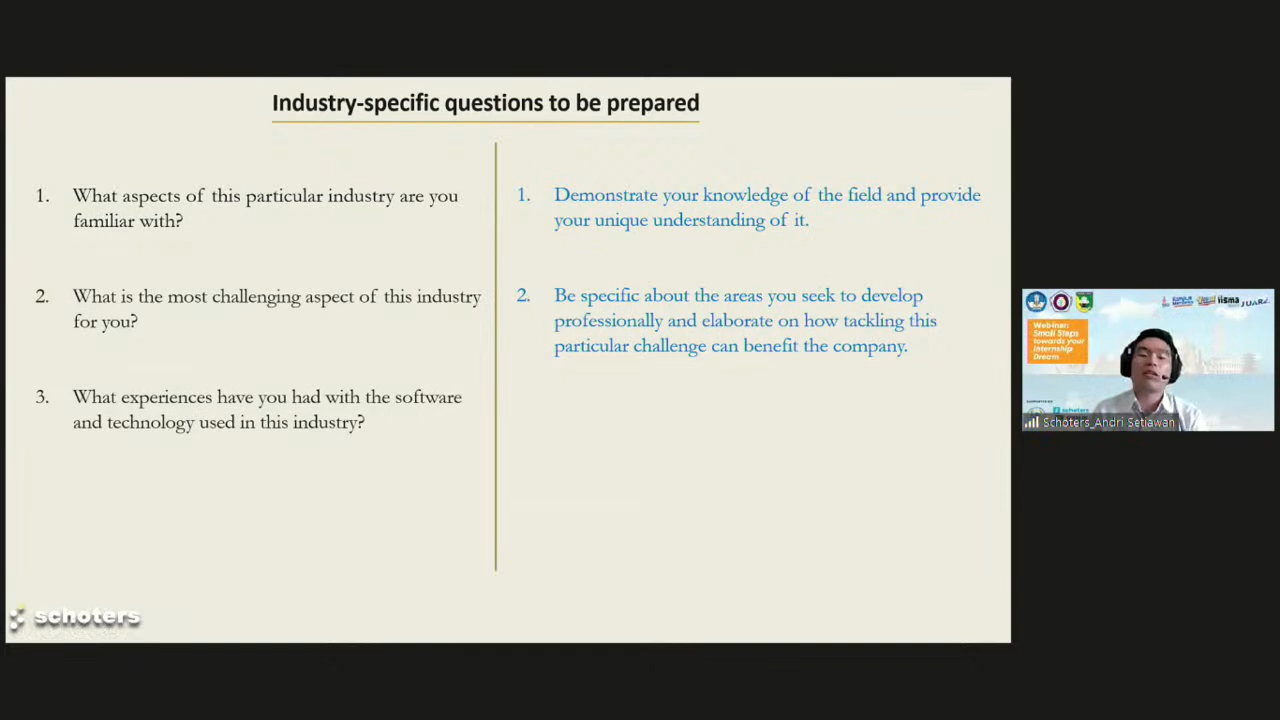 Industry-specific questions to be prepared
1. What aspects of this particular industry are you
familiar with?
2. What is the most challenging aspect of this industry
for you?
3. What experiences have you had with the software
and technology used in this industry?
1. Demonstrate your knowledge of the field and provide
your unique understanding of it.
2. Be specific about the areas you seek to develop
professionally and elaborate on how tackling this
particular challenge can benefit the company.
schoters
iisma
JUARA
Webinar:
Small Steps
towards your
Internship
Dream
schoters
Schoters_Andri Setiawan